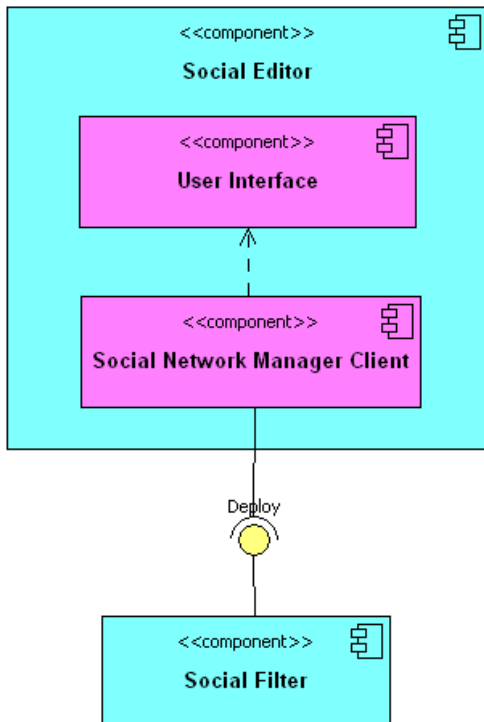 <<component>>
Social Editor
<<component>>
User Interface
<<component>>
Social Network Manager Client
Deploy
<<component>>
Social Filter